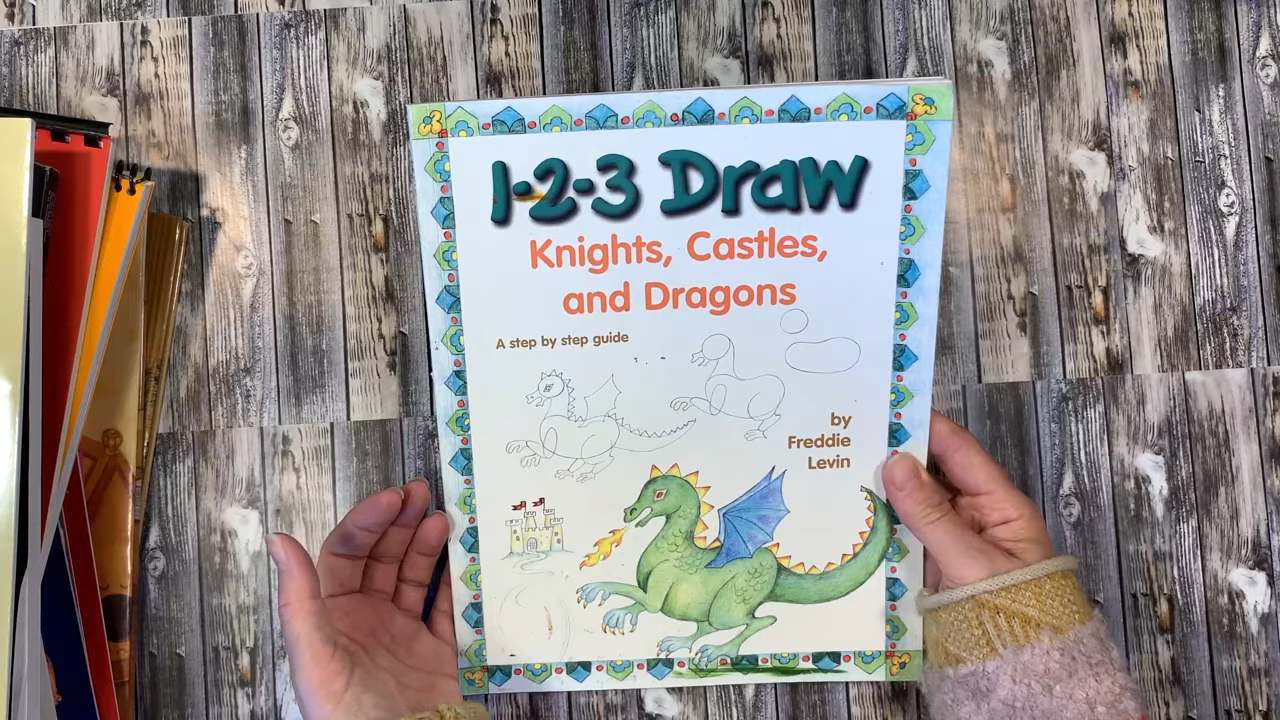 1-2-3 Draw
Knights, Castles,
and Dragons
A step by step guide
by
Freddie
Levin